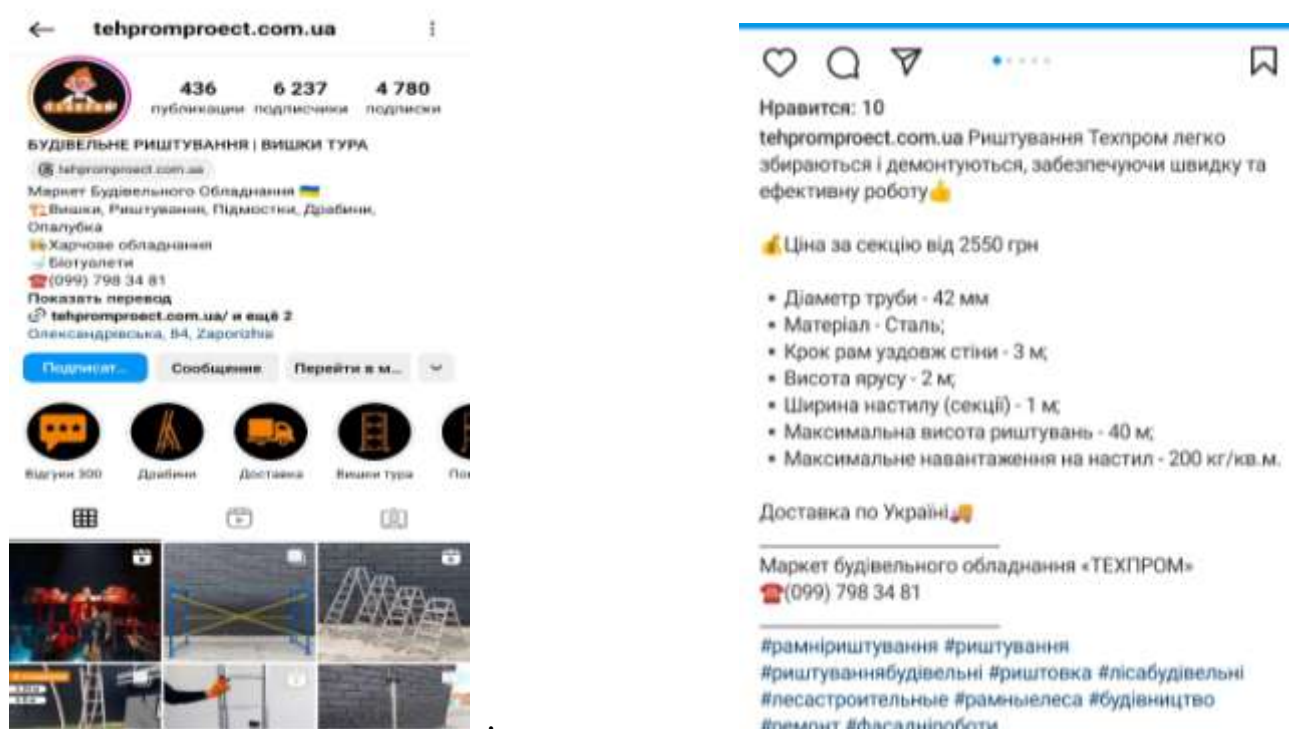 tehpromproect.com.ua
436 6 237 4 780
публикации подписчики подписки
БУДІВЕЛЬНЕ РИШТУВАННЯ | ВИШКИ ТУРА
tehpromproect.com.ua
Маркет Будівельного Обладнання 🇺🇦
🏗️Вишки, Риштування, Підмостки, Драбини,
Опалубка
Харчове обладнання
Біотуалети
☎️(099) 798 34 81
Показать перевод
tehpromproect.com.ua/ и ещё 2
Олександрівська, 84, Zaporizhia
Подписат... Сообщение Перейти в м...
Відгуки 300 Драбини Доставка Вишки тура
Нравится: 10
tehpromproect.com.ua Риштування Техпром легко
збираються і демонтуються, забезпечуючи швидку та
ефективну роботу👍
💰Ціна за секцію від 2550 грн
▪ Діаметр труби - 42 мм
▪ Матеріал - Сталь;
▪ Крок рам уздовж стіни - 3 м;
▪ Висота ярусу - 2 м;
▪ Ширина настилу (секції) - 1 м;
▪ Максимальна висота риштувань - 40 м;
▪ Максимальне навантаження на настил - 200 кг/кв.м.
Доставка по Україні🚚
Маркет будівельного обладнання «ТЕХПРОМ»
☎️(099) 798 34 81
#рамніриштування #риштування
#риштуваннябудівельні #риштовка #лісабудівельні
#лесастроительные #рамныелеса #будівництво
#ремонт #фасадніроботи